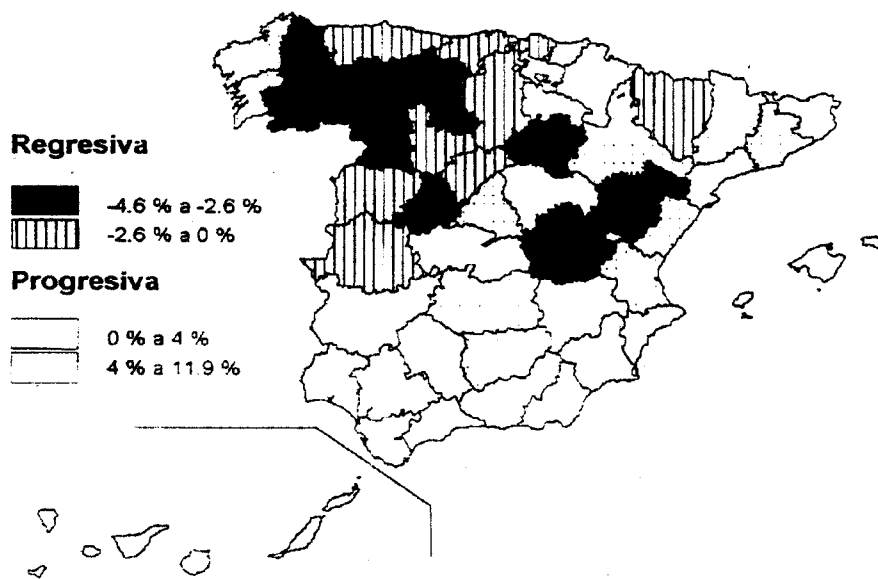 Regresiva
-4.6 % a -2.6 %
-2.6 % a 0 %
Progresiva
0 % a 4 %
4 % a 11.9 %